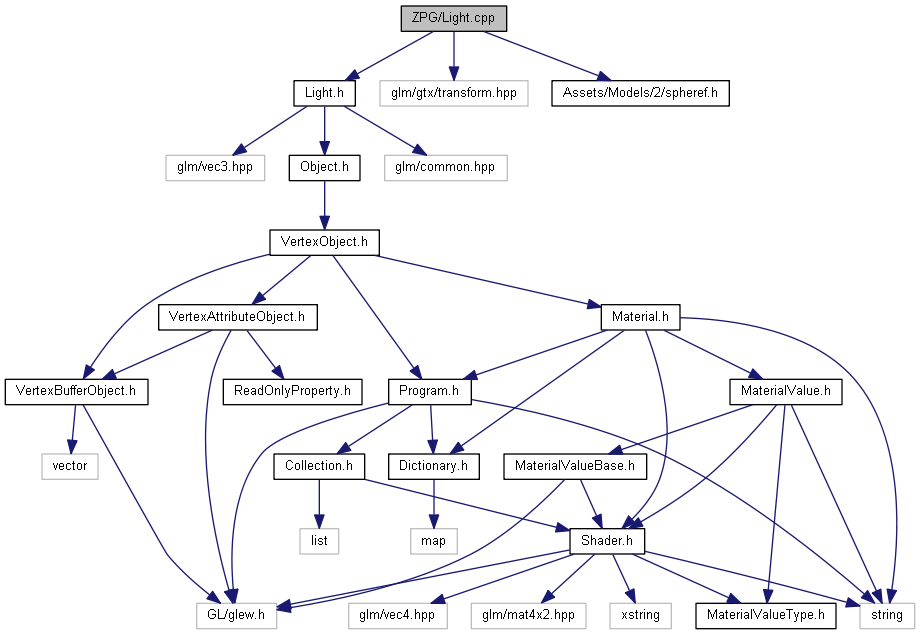 ZPG/Light.cpp
Light.h
glm/gtx/transform.hpp
Assets/Models/2/spheref.h
glm/vec3.hpp
Object.h
glm/common.hpp
VertexObject.h
VertexAttributeObject.h
Material.h
VertexBufferObject.h
ReadOnlyProperty.h
Program.h
MaterialValue.h
vector
Collection.h
Dictionary.h
MaterialValueBase.h
list
map
Shader.h
GL/glew.h
glm/vec4.hpp
glm/mat4x2.hpp
xstring
MaterialValueType.h
string